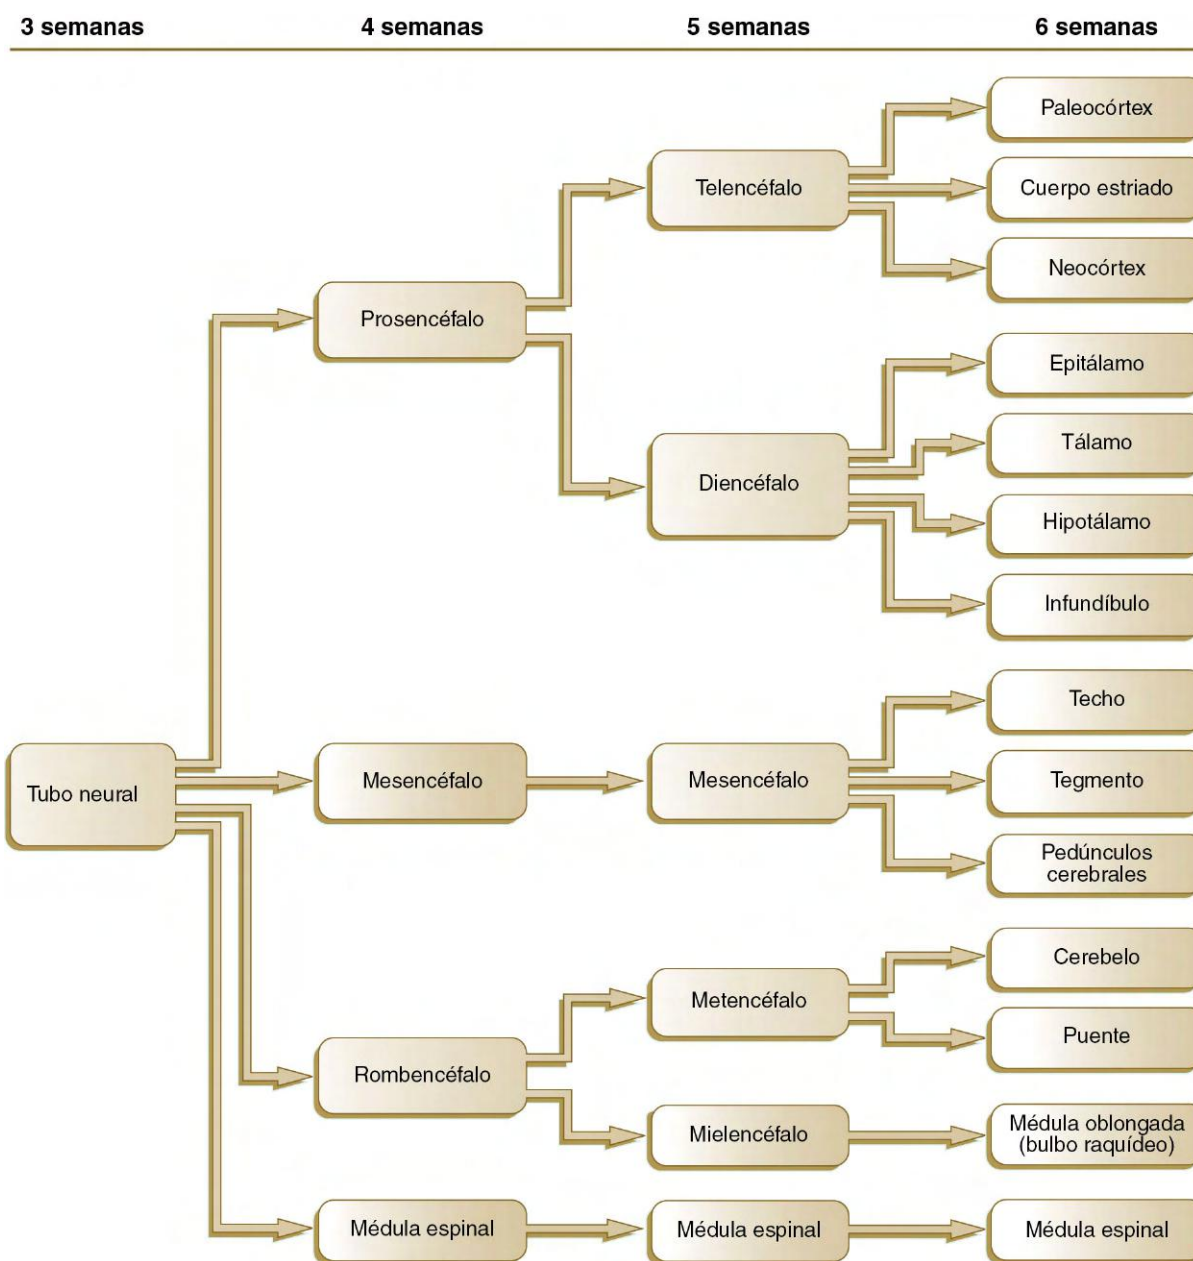 3 semanas 4 semanas 5 semanas 6 semanas
Paleocórtex
Telencéfalo
Cuerpo estriado
Neocórtex
Prosencéfalo
Epitálamo
Tálamo
Diencéfalo
Hipotálamo
Infundíbulo
Techo
Tubo neural
Mesencéfalo
Mesencéfalo
Tegmento
Pedúnculos
cerebrales
Cerebelo
Metencéfalo
Puente
Rombencéfalo
Mielencéfalo
Médula oblongada
(bulbo raquídeo)
Médula espinal
Médula espinal
Médula espinal